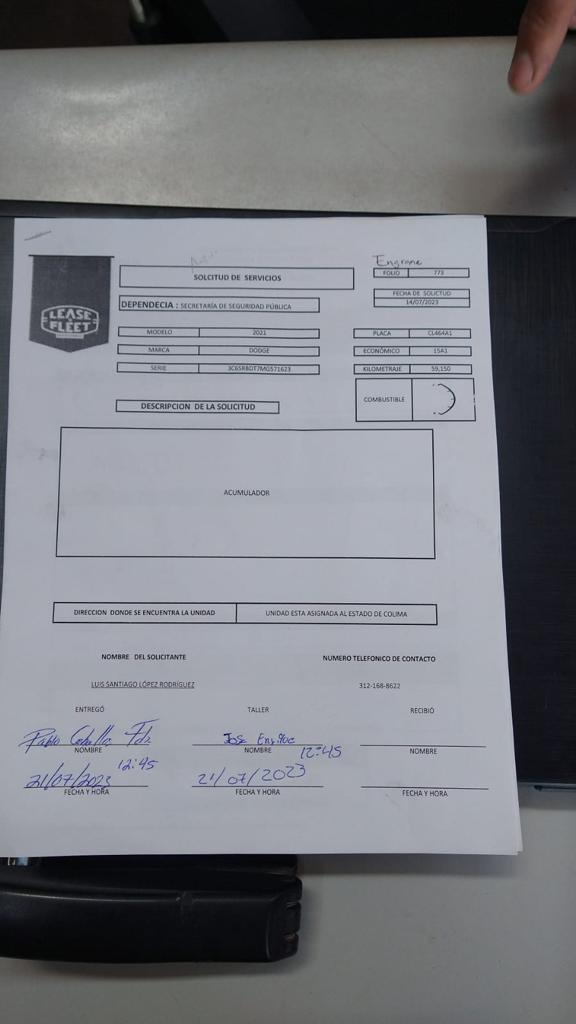 Engrane
SOLCITUD DE SERVICIOS
FOLIO 773
LEASE FLEET
FECHA DE SOLICTUD
14/07/2023
DEPENDECIA : SECRETARÍA DE SEGURIDAD PÚBLICA
MODELO 2021 PLACA CL464A1
MARCA DODGE ECONÓMICO 15A1
SERIE 3C6SRBDT7MG571623 KILOMETRAJE 59,150
COMBUSTIBLE
DESCRIPCION DE LA SOLICITUD
ACUMULADOR
DIRECCION DONDE SE ENCUENTRA LA UNIDAD UNIDAD ESTA ASIGNADA AL ESTADO DE COLIMA
NOMBRE DEL SOLICITANTE NUMERO TELEFONICO DE CONTACTO
LUIS SANTIAGO LÓPEZ RODRÍGUEZ 312-168-8622
ENTREGÓ TALLER RECIBIÓ
Pablo
NOMBRE NOMBRE NOMBRE
12:45 12:45
21/07/2023 21/07/2023
FECHA Y HORA FECHA Y HORA FECHA Y HORA